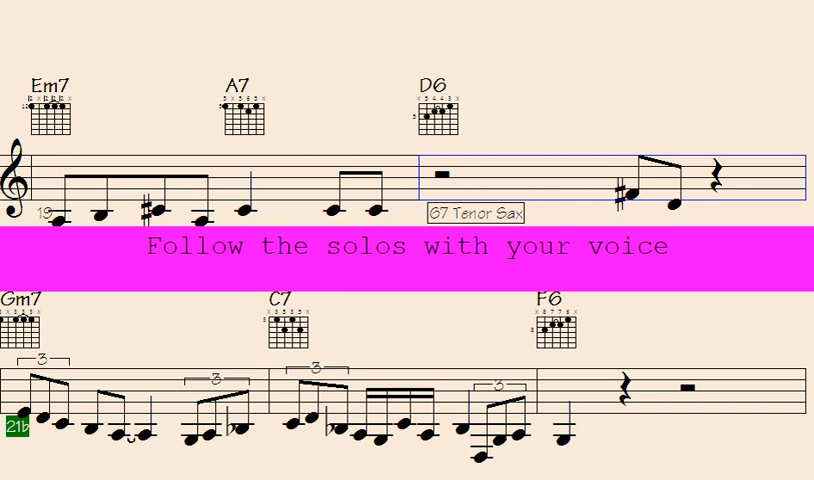 Em7 A7 D6
19
67 Tenor Sax
Follow the solos with your voice
Gm7 C7 F6
3 3 3 3
21b